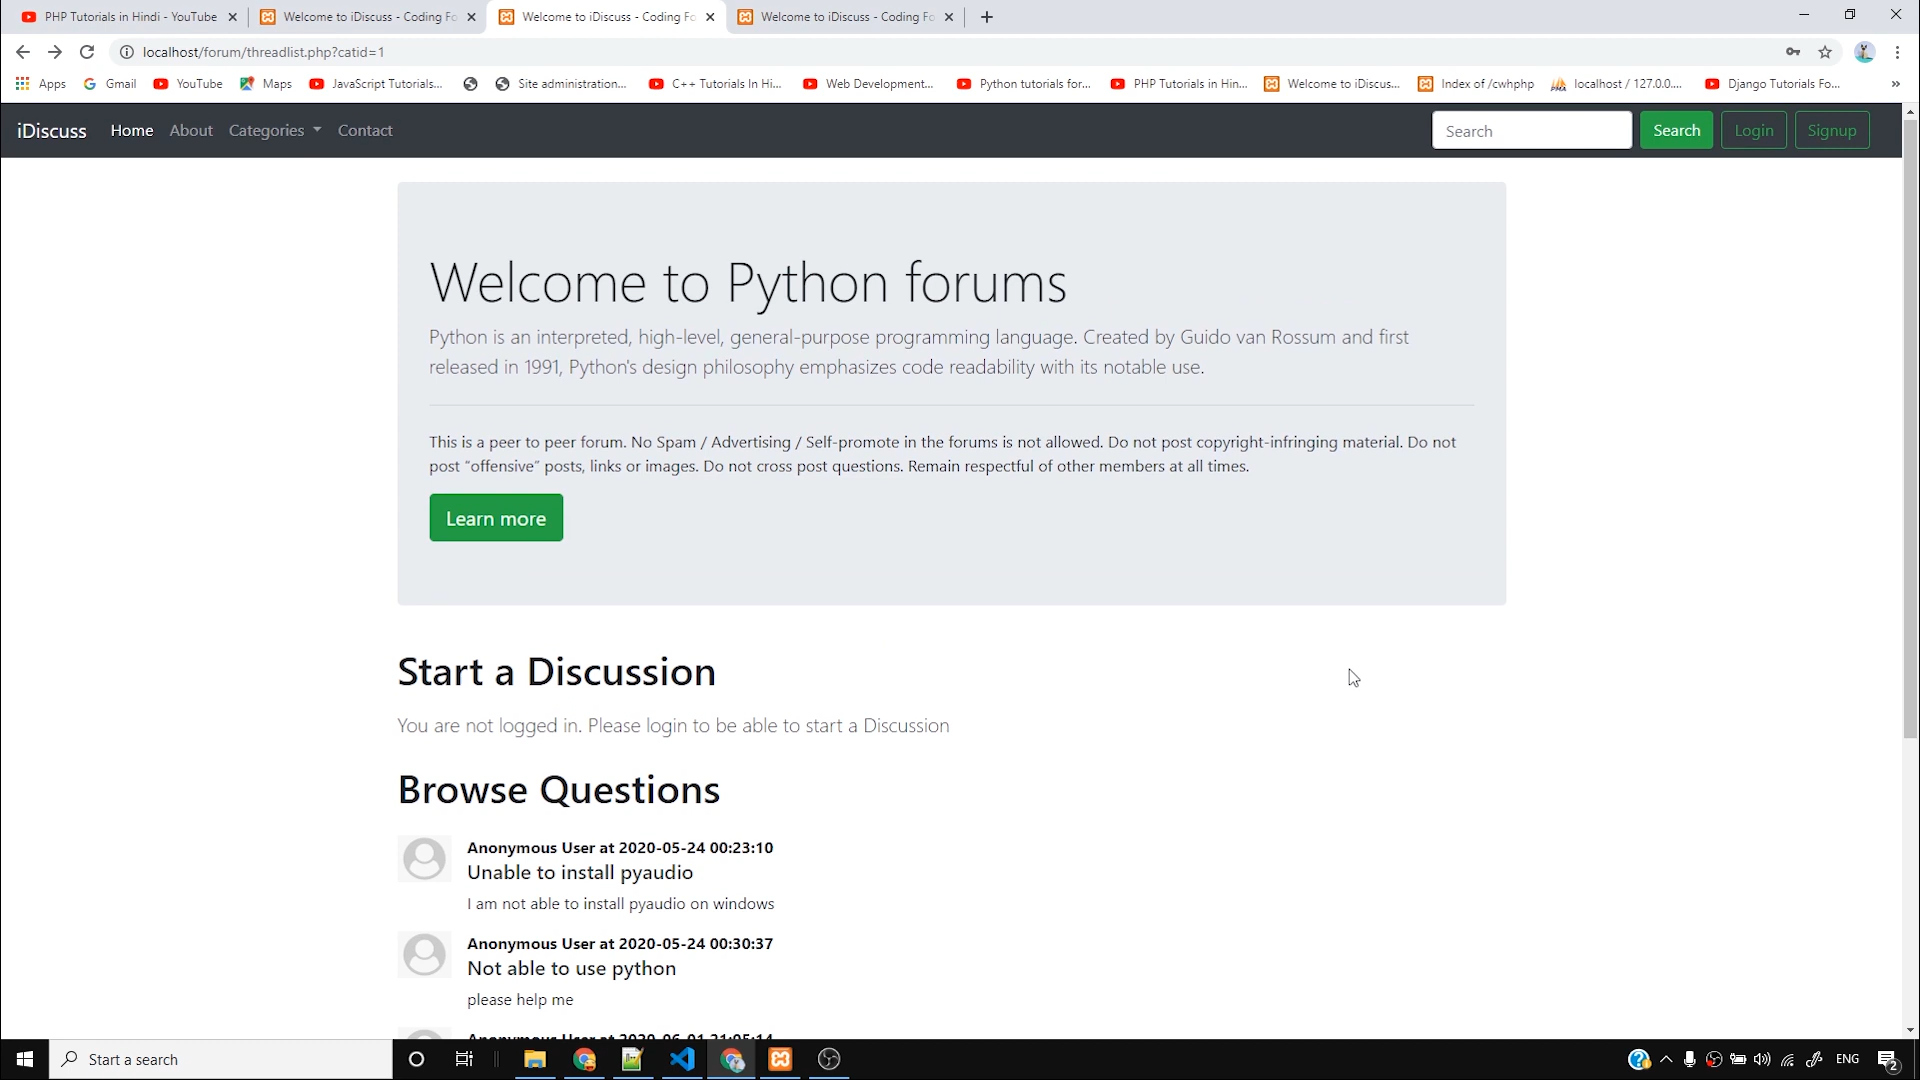 PHP Tutorials in Hindi - YouTube
Welcome to iDiscuss - Coding Fo
Welcome to iDiscuss - Coding Fo
Welcome to iDiscuss - Coding Fo
localhost/forum/threadlist.php?catid=1
Apps Gmail YouTube Maps JavaScript Tutorials... Site administration... C++ Tutorials In Hi... Web Development... Python tutorials for... PHP Tutorials in Hin... Welcome to iDiscus... Index of /cwhphp localhost / 127.0.0.... Django Tutorials Fo... »
iDiscuss Home About Categories Contact Search Search Login Signup
Welcome to Python forums
Python is an interpreted, high-level, general-purpose programming language. Created by Guido van Rossum and first
released in 1991, Python's design philosophy emphasizes code readability with its notable use.
This is a peer to peer forum. No Spam / Advertising / Self-promote in the forums is not allowed. Do not post copyright-infringing material. Do not
post “offensive” posts, links or images. Do not cross post questions. Remain respectful of other members at all times.
Learn more
Start a Discussion
You are not logged in. Please login to be able to start a Discussion
Browse Questions
Anonymous User at 2020-05-24 00:23:10
Unable to install pyaudio
I am not able to install pyaudio on windows
Anonymous User at 2020-05-24 00:30:37
Not able to use python
please help me
Anonymous User at 2020-06-01 21:05:14
Start a search
ENG
2